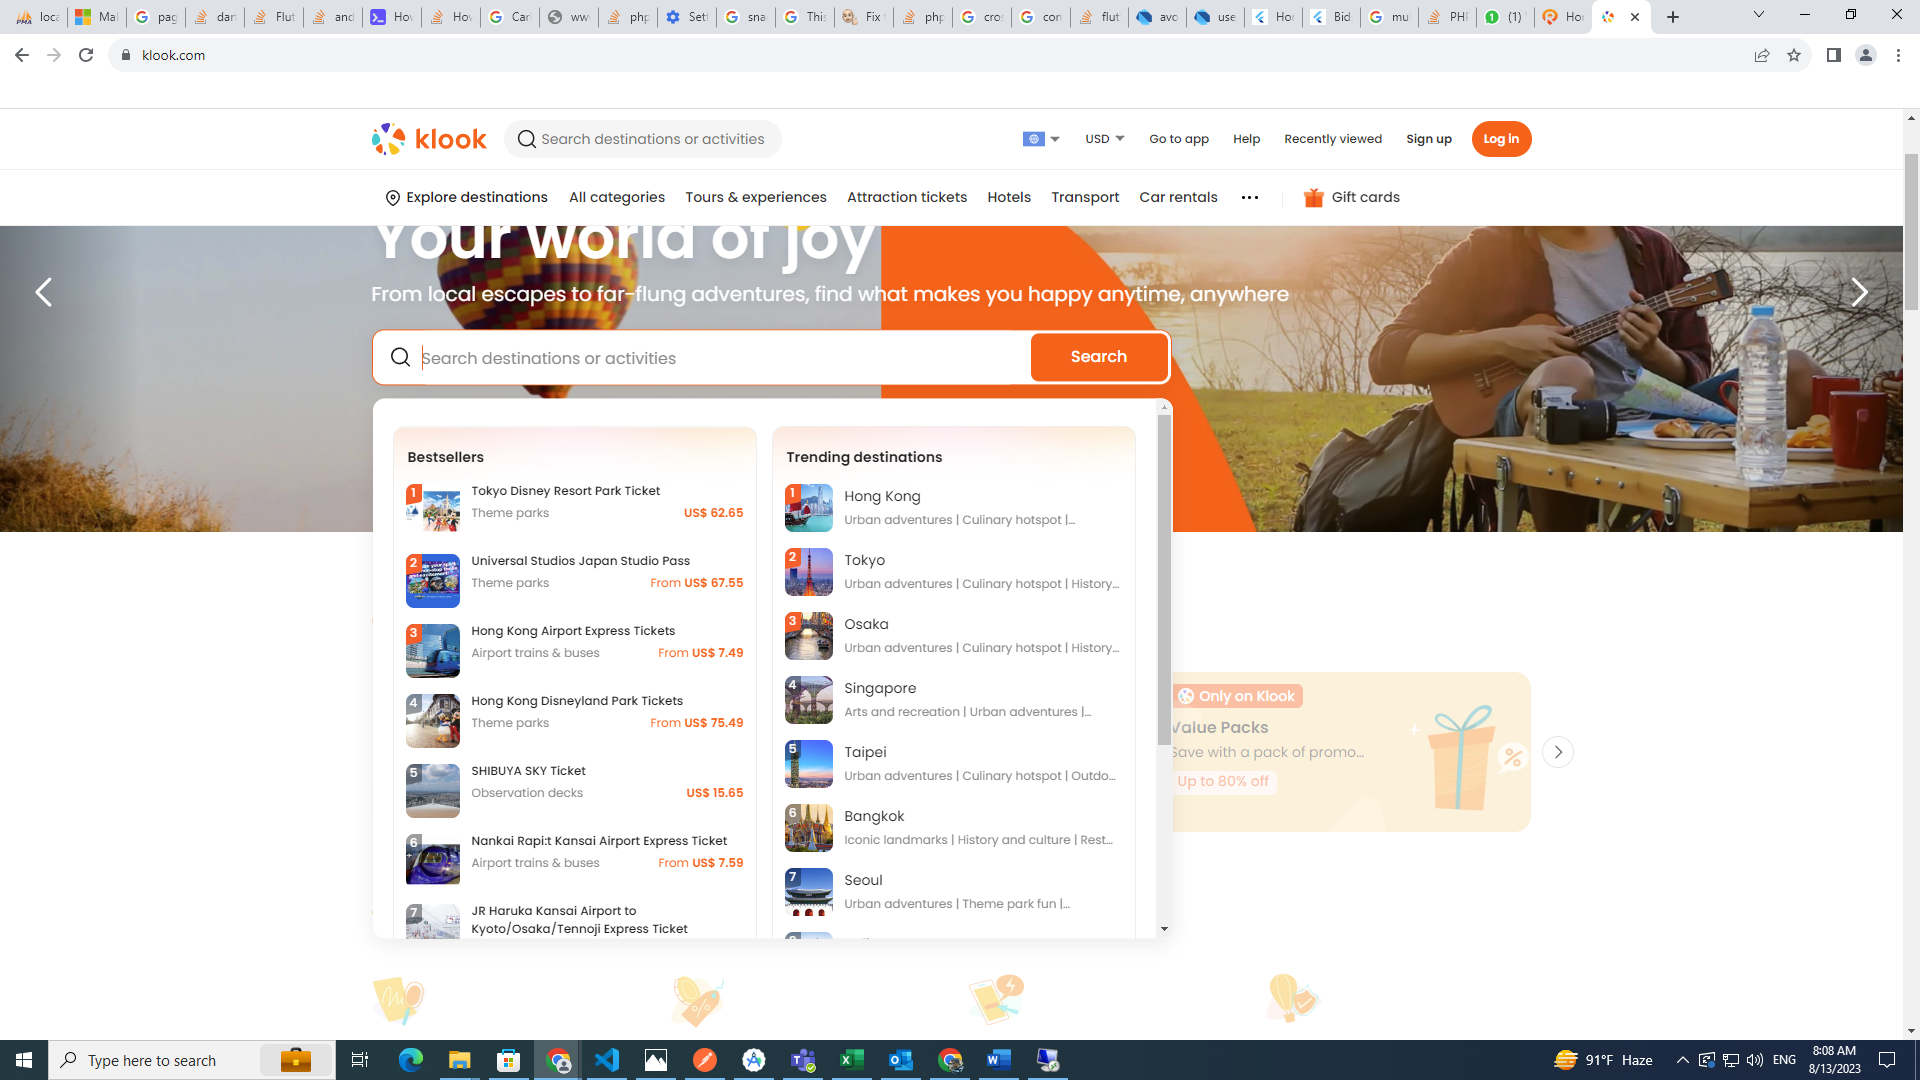 loca
Mal
pag
dar
Flut
and
Hov
Hov
Car
ww
php
Sett
sna
This
Fix
php
cros
con
flut
avo
use
Hor
Bid
mul
PHI
(1)
Hor
klook.com
klook
Search destinations or activities
USD
Go to app
Help
Recently viewed
Sign up
Log in
Explore destinations
All categories
Tours & experiences
Attraction tickets
Hotels
Transport
Car rentals
Gift cards
Your world of joy
From local escapes to far-flung adventures, find what makes you happy anytime, anywhere
Search destinations or activities
Search
Bestsellers
1
Tokyo Disney Resort Park Ticket
Theme parks
US$ 62.65
2
Universal Studios Japan Studio Pass
Theme parks
From US$ 67.55
3
Hong Kong Airport Express Tickets
Airport trains & buses
From US$ 7.49
4
Hong Kong Disneyland Park Tickets
Theme parks
From US$ 75.49
5
SHIBUYA SKY Ticket
Observation decks
US$ 15.65
6
Nankai Rapi:t Kansai Airport Express Ticket
Airport trains & buses
From US$ 7.59
7
JR Haruka Kansai Airport to
Kyoto/Osaka/Tennoji Express Ticket
Trending destinations
1
Hong Kong
Urban adventures | Culinary hotspot |...
2
Tokyo
Urban adventures | Culinary hotspot | History...
3
Osaka
Urban adventures | Culinary hotspot | History...
4
Singapore
Arts and recreation | Urban adventures |...
5
Taipei
Urban adventures | Culinary hotspot | Outdo...
6
Bangkok
Iconic landmarks | History and culture | Rest...
7
Seoul
Urban adventures | Theme park fun |...
Only on Klook
Value Packs
Save with a pack of promo...
Up to 80% off
Type here to search
91°F Haze
ENG
8:08 AM
8/13/2023